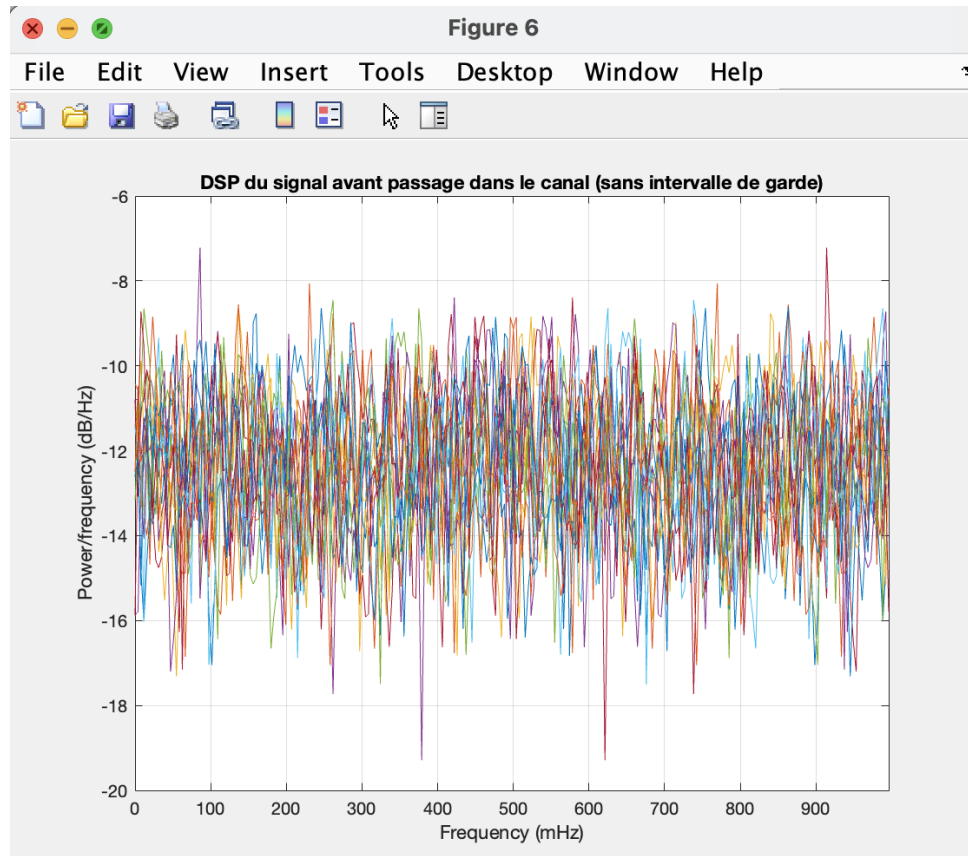 Figure 6
File Edit View Insert Tools Desktop Window Help
DSP du signal avant passage dans le canal (sans intervalle de garde)
-6
-8
-10
-12
-14
-16
-18
-20
Power/frequency (dB/Hz)
0 100 200 300 400 500 600 700 800 900
Frequency (mHz)